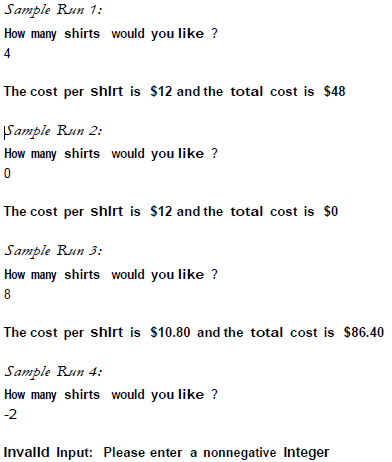 Sample Run 1:
How many shirts would you like ?
4
The cost per shirt is $12 and the total cost is $48
Sample Run 2:
How many shirts would you like ?
0
The cost per shirt is $12 and the total cost is $0
Sample Run 3:
How many shirts would you like ?
8
The cost per shirt is $10.80 and the total cost is $86.40
Sample Run 4:
How many shirts would you like ?
-2
Invalid Input: Please enter a nonnegative Integer